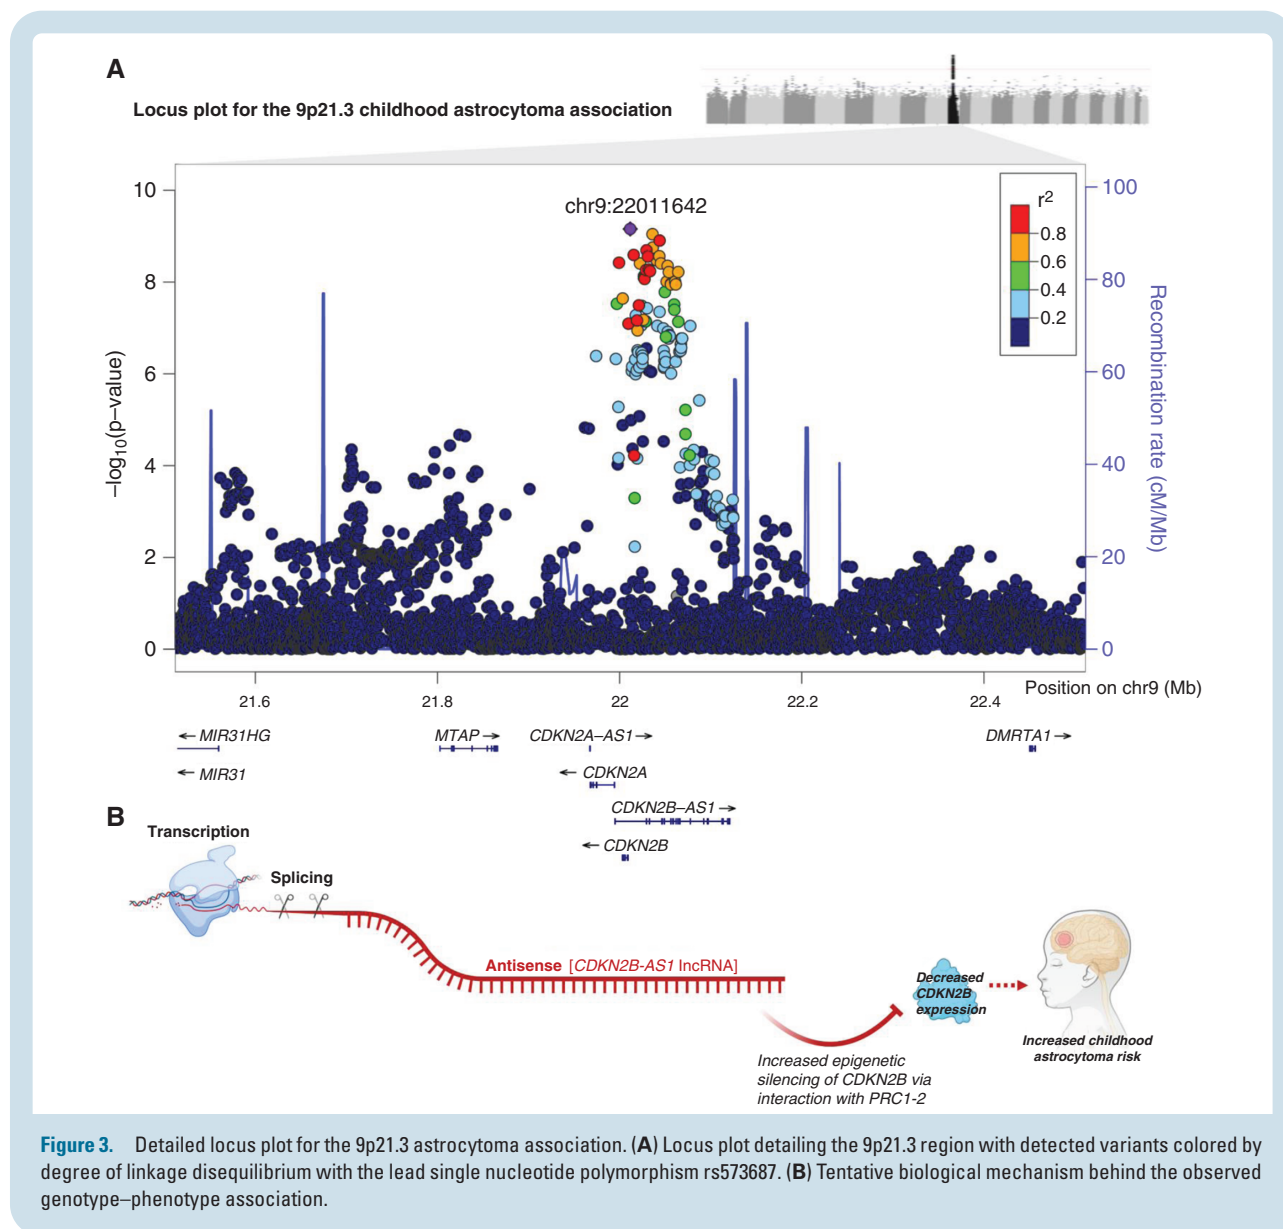 A
Locus plot for the 9p21.3 childhood astrocytoma association
chr9:22011642
r2
0.8
0.6
0.4
0.2
10
8
6
4
2
0
–log10(p–value)
100
80
60
40
20
0
Recombination rate (cM/Mb)
21.6
21.8
22
22.2
22.4
Position on chr9 (Mb)
← MIR31HG
MTAP →
CDKN2A–AS1 →
DMRTA1 →
← MIR31
← CDKN2A
CDKN2B–AS1 →
← CDKN2B
B
Transcription
Splicing
Antisense [CDKN2B-AS1 lncRNA]
Decreased
CDKN2B
expression
Increased epigenetic
silencing of CDKN2B via
interaction with PRC1-2
Increased childhood
astrocytoma risk
Figure 3. Detailed locus plot for the 9p21.3 astrocytoma association. (A) Locus plot detailing the 9p21.3 region with detected variants colored by
degree of linkage disequilibrium with the lead single nucleotide polymorphism rs573687. (B) Tentative biological mechanism behind the observed
genotype–phenotype association.